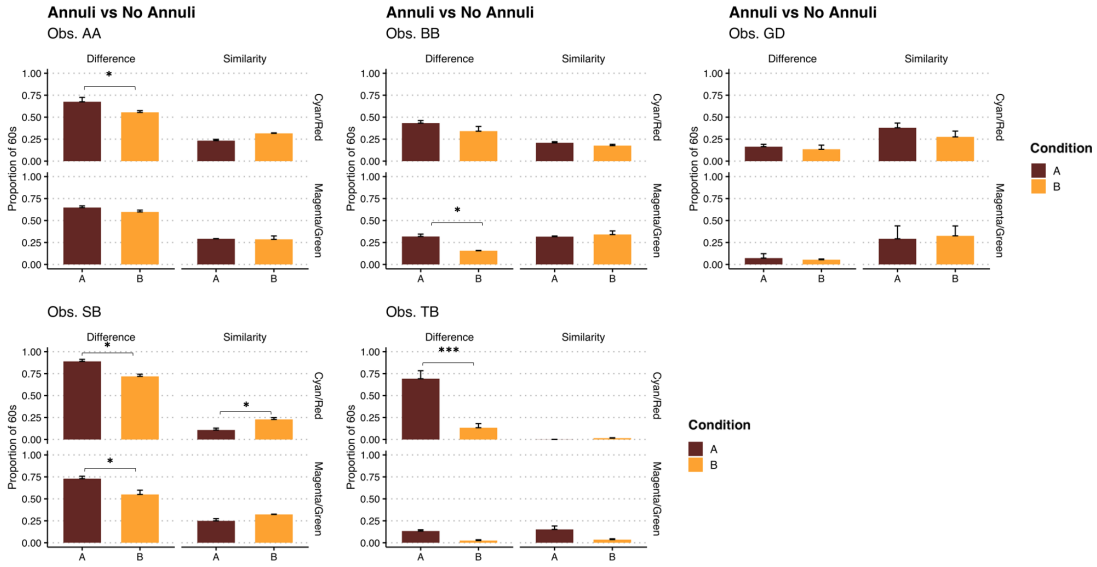 Annuli vs No Annuli
Obs. AA
Difference
Similarity
Proportion of 60s
1.00
0.75
0.50
0.25
0.00
*
Cyan/Red
1.00
0.75
0.50
0.25
0.00
Magenta/Green
A
B
A
B
Annuli vs No Annuli
Obs. BB
Difference
Similarity
Proportion of 60s
1.00
0.75
0.50
0.25
0.00
Cyan/Red
1.00
0.75
0.50
0.25
0.00
*
Magenta/Green
A
B
A
B
Annuli vs No Annuli
Obs. GD
Difference
Similarity
Proportion of 60s
1.00
0.75
0.50
0.25
0.00
Cyan/Red
1.00
0.75
0.50
0.25
0.00
Magenta/Green
A
B
A
B
Condition
A
B
Obs. SB
Difference
Similarity
Proportion of 60s
1.00
0.75
0.50
0.25
0.00
*
*
Cyan/Red
1.00
0.75
0.50
0.25
0.00
*
Magenta/Green
A
B
A
B
Obs. TB
Difference
Similarity
Proportion of 60s
1.00
0.75
0.50
0.25
0.00
***
Cyan/Red
1.00
0.75
0.50
0.25
0.00
Magenta/Green
A
B
A
B
Condition
A
B